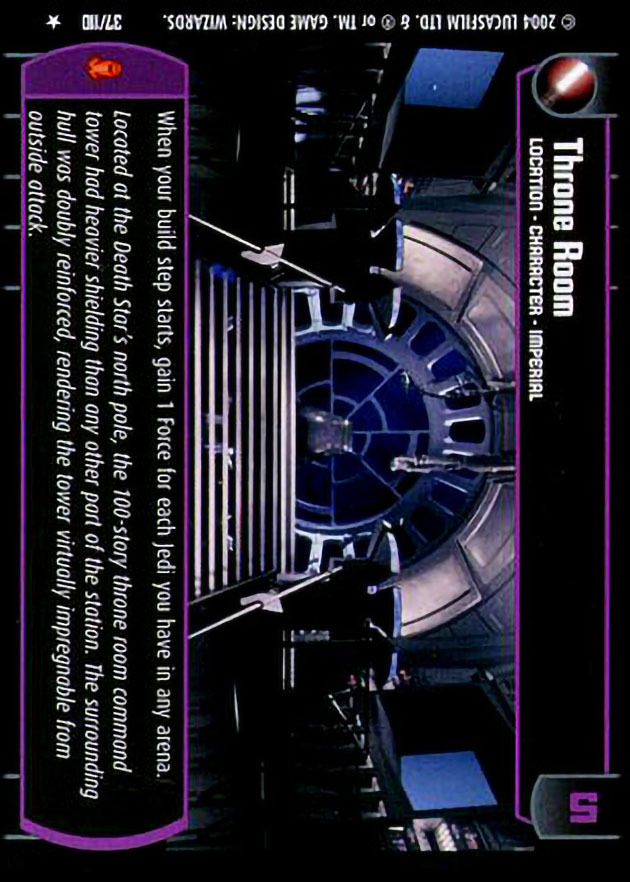 Throne Room
LOCATION - CHARACTER - IMPERIAL
5
When your build step starts, gain 1 Force for each Jedi you have in any arena.
Located at the Death Star's north pole, the 100-story throne room command
tower had heavier shielding than any other part of the station. The surrounding
hull was doubly reinforced, rendering the tower virtually impregnable from
outside attack.
© 2004 LUCASFILM LTD. & ® or TM. GAME DESIGN: WIZARDS.
37/110 ★